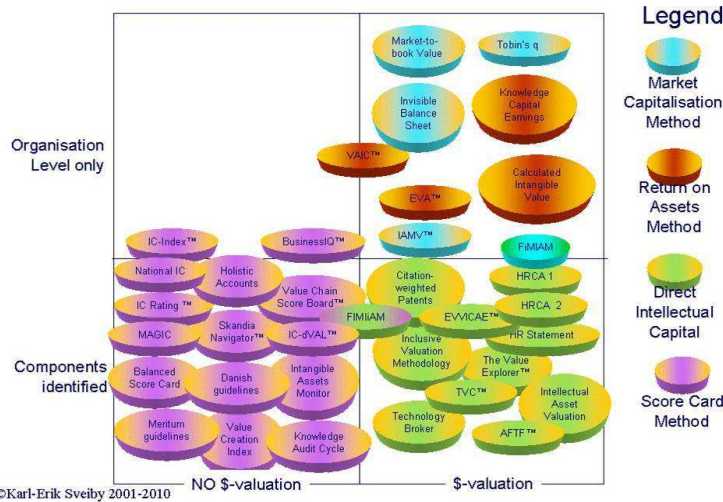 Legend
Market-to-
book Value
Tobin's q
Market
Capitalisation
Method
Invisible
Balance
Sheet
Knowledge
Capital
Earnings
Organisation
Level only
VAIC™
Calculated
Intangible
Value
Return on
Assets
Method
EVA™
IC-Index™
BusinessIQ™
IAMV™
FiMIAM
National IC
Holistic
Accounts
Citation-
weighted
Patents
HRCA 1
IC Rating ™
Value Chain
Score Board™
HRCA 2
Direct
Intellectual
Capital
FIMIiAM
EVVICAE™
MAGIC
Skandia
Navigator™
IC-dVAL™
Inclusive
Valuation
Methodology
HR Statement
Components
identified
Balanced
Score Card
Danish
guidelines
Intangible
Assets
Monitor
The Value
Explorer™
TVC™
Intellectual
Asset
Valuation
Score Card
Method
Meritum
guidelines
Value
Creation
Index
Knowledge
Audit Cycle
Technology
Broker
AFTF™
NO $-valuation
$-valuation
©Karl-Erik Sveiby 2001-2010